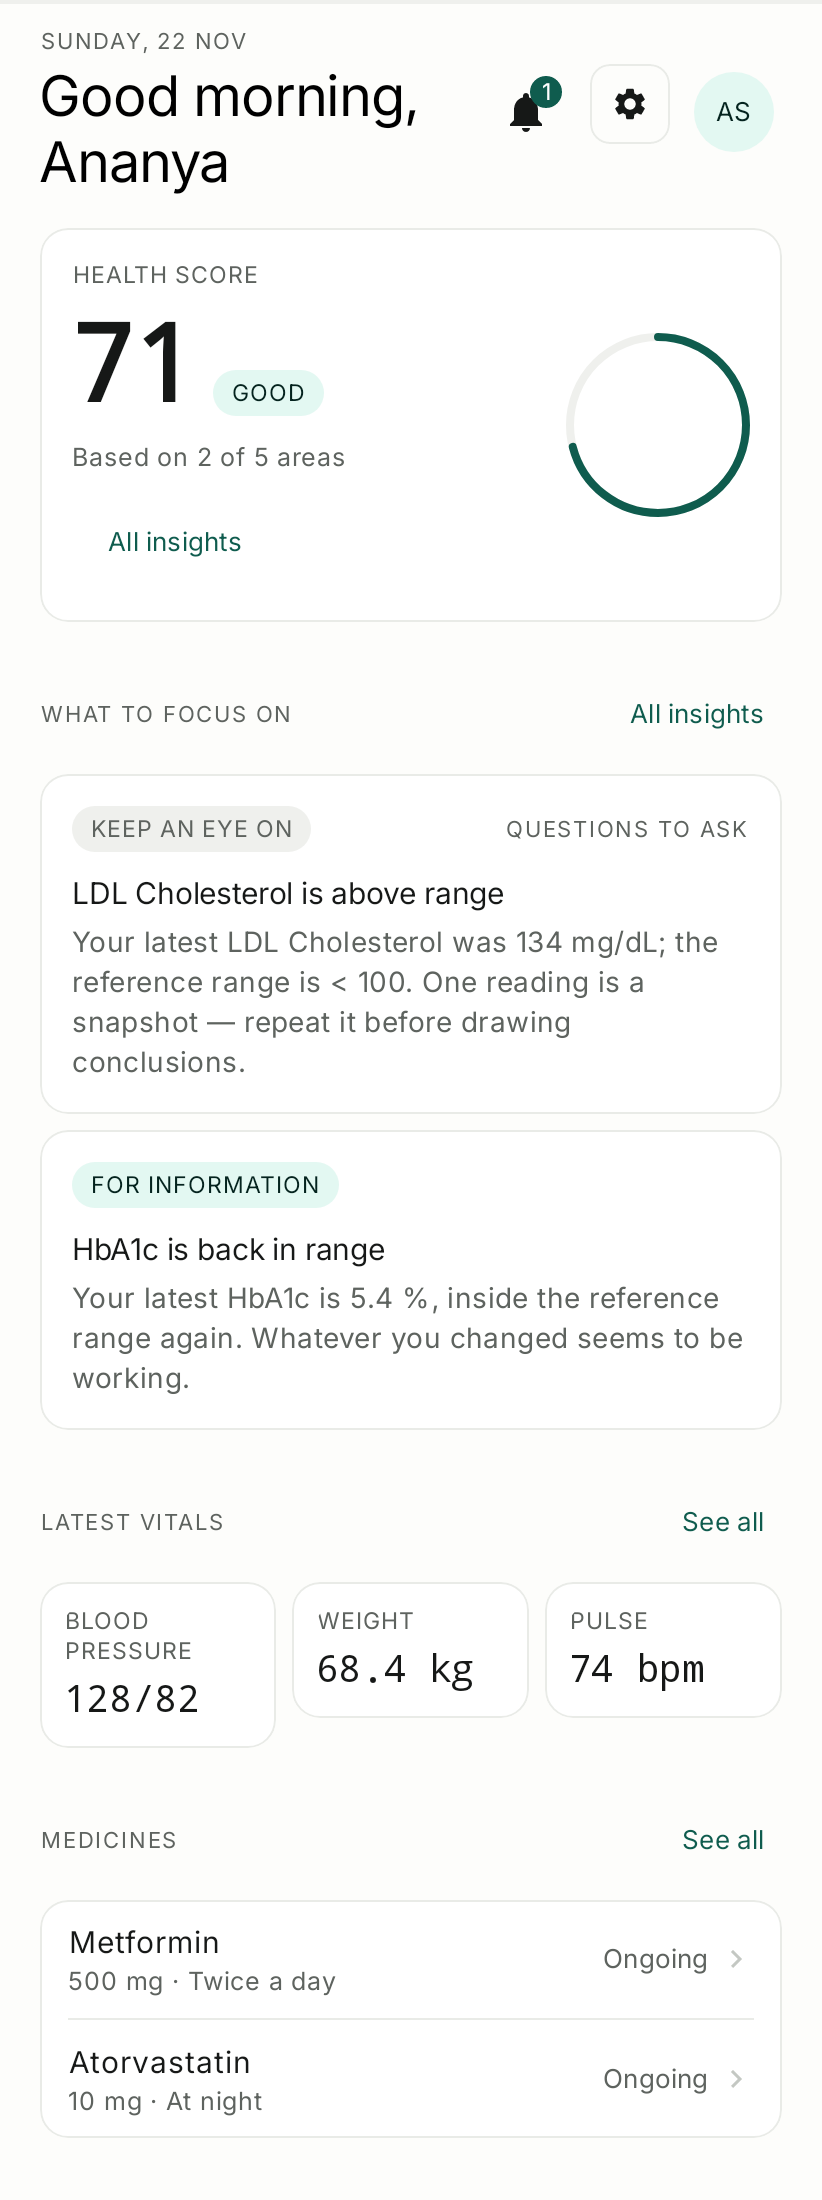 SUNDAY, 22 NOV
Good morning,
Ananya
1
AS
HEALTH SCORE
71
GOOD
Based on 2 of 5 areas
All insights
WHAT TO FOCUS ON
All insights
KEEP AN EYE ON
QUESTIONS TO ASK
LDL Cholesterol is above range
Your latest LDL Cholesterol was 134 mg/dL; the
reference range is < 100. One reading is a
snapshot — repeat it before drawing
conclusions.
FOR INFORMATION
HbA1c is back in range
Your latest HbA1c is 5.4 %, inside the reference
range again. Whatever you changed seems to be
working.
LATEST VITALS
See all
BLOOD
PRESSURE
128/82
WEIGHT
68.4 kg
PULSE
74 bpm
MEDICINES
See all
Metformin
500 mg · Twice a day
Ongoing
Atorvastatin
10 mg · At night
Ongoing